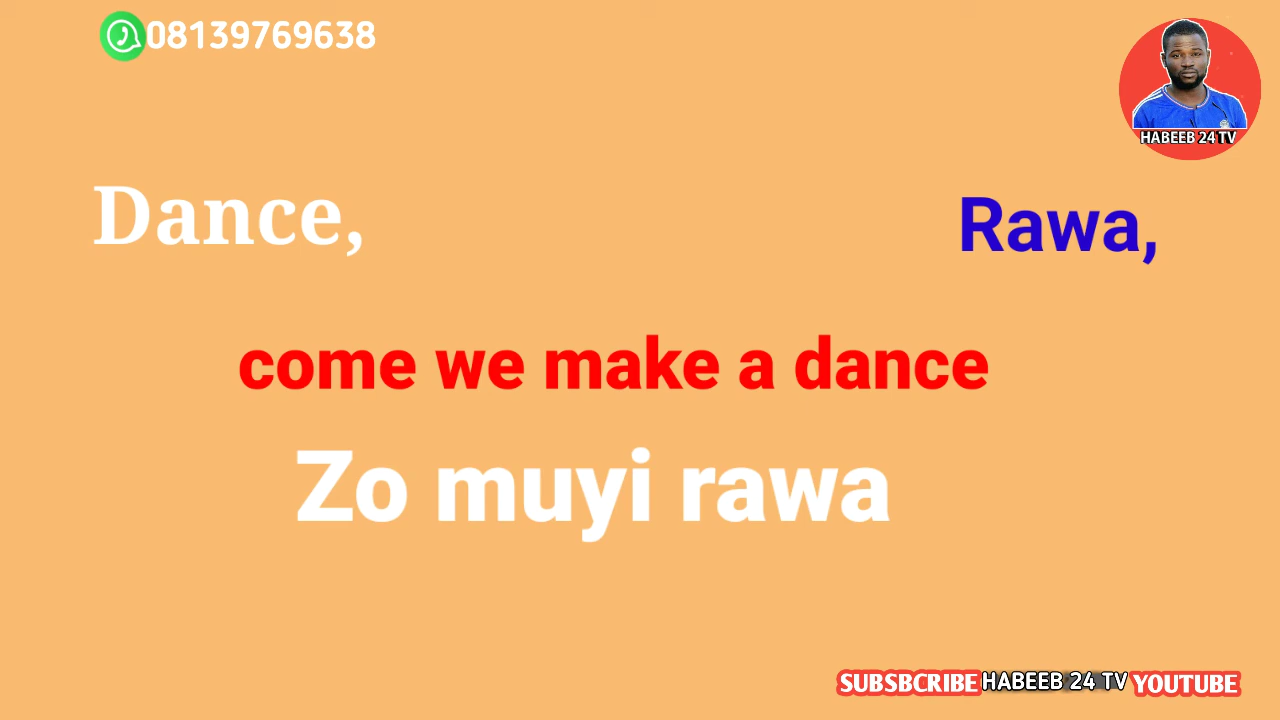 08139769638
HABEEB 24 TV
Dance, Rawa,
come we make a dance
Zo muyi rawa
SUBSBCRIBE HABEEB 24 TV YOUTUBE